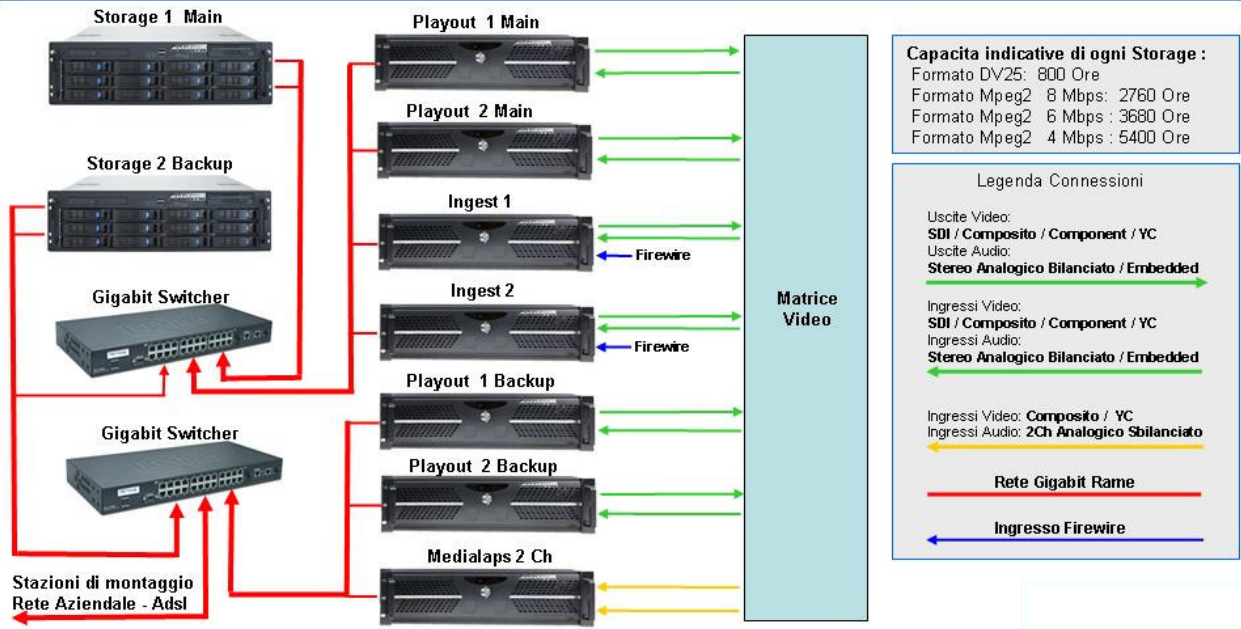 Storage 1 Main
Storage 2 Backup
Gigabit Switcher
Gigabit Switcher
Stazioni di montaggio
Rete Aziendale - Adsl
Playout 1 Main
Playout 2 Main
Ingest 1
Firewire
Ingest 2
Firewire
Playout 1 Backup
Playout 2 Backup
Medialaps 2 Ch
Matrice
Video
Capacita indicative di ogni Storage :
Formato DV25: 800 Ore
Formato Mpeg2 8 Mbps: 2760 Ore
Formato Mpeg2 6 Mbps : 3680 Ore
Formato Mpeg2 4 Mbps : 5400 Ore
Legenda Connessioni
Uscite Video:
SDI / Composito / Component / YC
Uscite Audio:
Stereo Analogico Bilanciato / Embedded
Ingressi Video:
SDI / Composito / Component / YC
Ingressi Audio:
Stereo Analogico Bilanciato / Embedded
Ingressi Video: Composito / YC
Ingressi Audio: 2Ch Analogico Sbilanciato
Rete Gigabit Rame
Ingresso Firewire